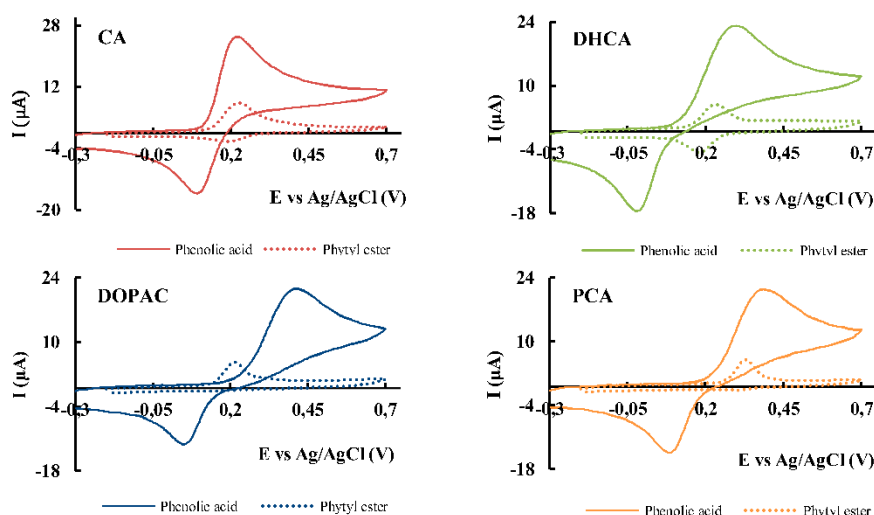 28
CA
12
-4
-0,3
-0,05
0,2
0,45
0,7
-20
I (µA)
E vs Ag/AgCl (V)
Phenolic acid
Phytyl ester
24
DHCA
10
-4
-0,3
-0,05
0,2
0,45
0,7
-18
I (µA)
E vs Ag/AgCl (V)
Phenolic acid
Phytyl ester
24
DOPAC
10
-4
-0,3
-0,05
0,2
0,45
0,7
-18
I (µA)
E vs Ag/AgCl (V)
Phenolic acid
Phytyl ester
24
PCA
10
-4
-0,3
-0,05
0,2
0,45
0,7
-18
I (µA)
E vs Ag/AgCl (V)
Phenolic acid
Phytyl ester